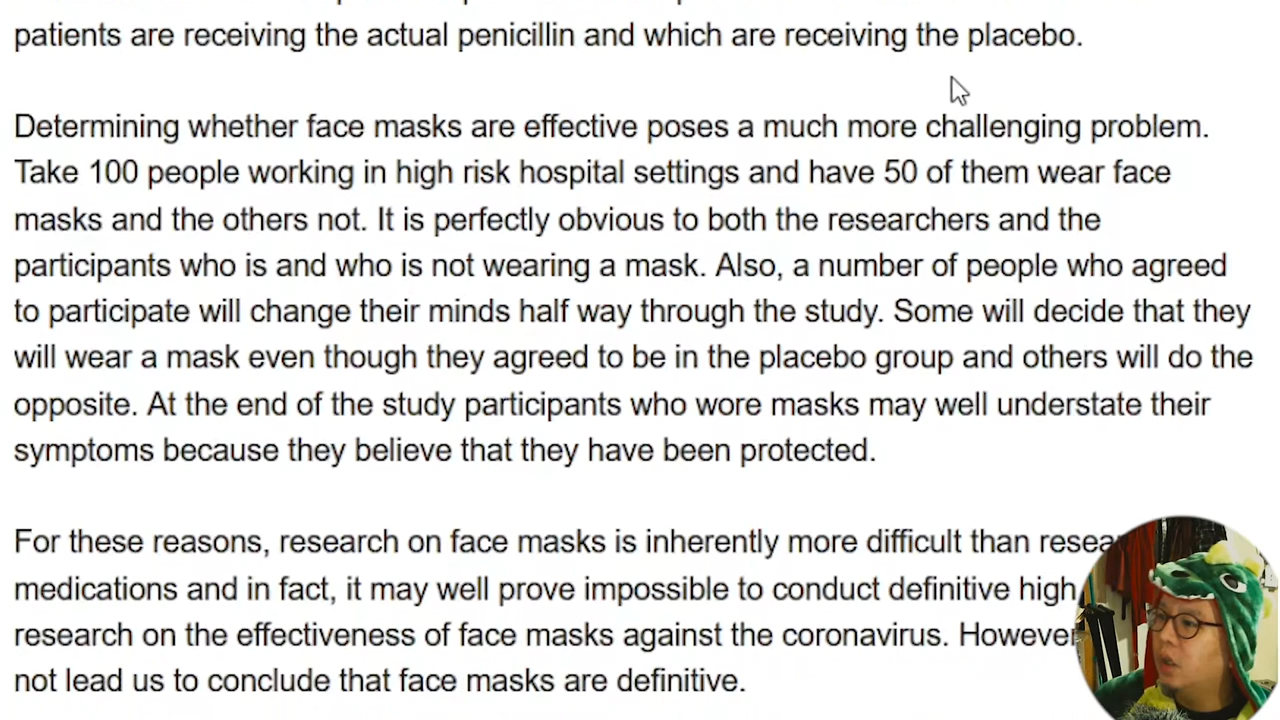 patients are receiving the actual penicillin and which are receiving the placebo.
Determining whether face masks are effective poses a much more challenging problem.
Take 100 people working in high risk hospital settings and have 50 of them wear face
masks and the others not. It is perfectly obvious to both the researchers and the
participants who is and who is not wearing a mask. Also, a number of people who agreed
to participate will change their minds half way through the study. Some will decide that they
will wear a mask even though they agreed to be in the placebo group and others will do the
opposite. At the end of the study participants who wore masks may well understate their
symptoms because they believe that they have been protected.
For these reasons, research on face masks is inherently more difficult than
medications and in fact, it may well prove impossible to conduct definitive high
research on the effectiveness of face masks against the coronavirus. However
not lead us to conclude that face masks are definitive.